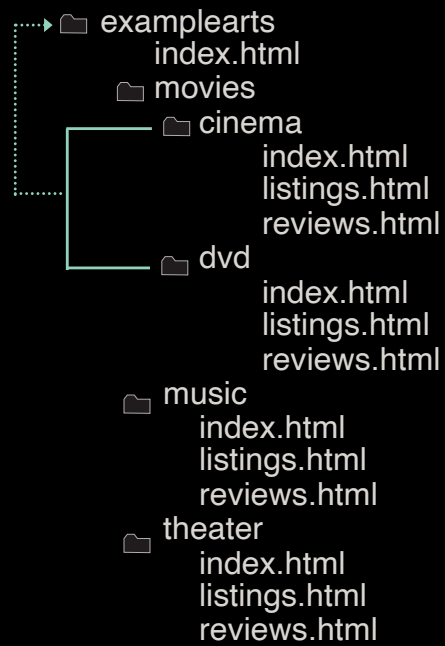 examplearts
index.html
movies
cinema
index.html
listings.html
reviews.html
dvd
index.html
listings.html
reviews.html
music
index.html
listings.html
reviews.html
theater
index.html
listings.html
reviews.html